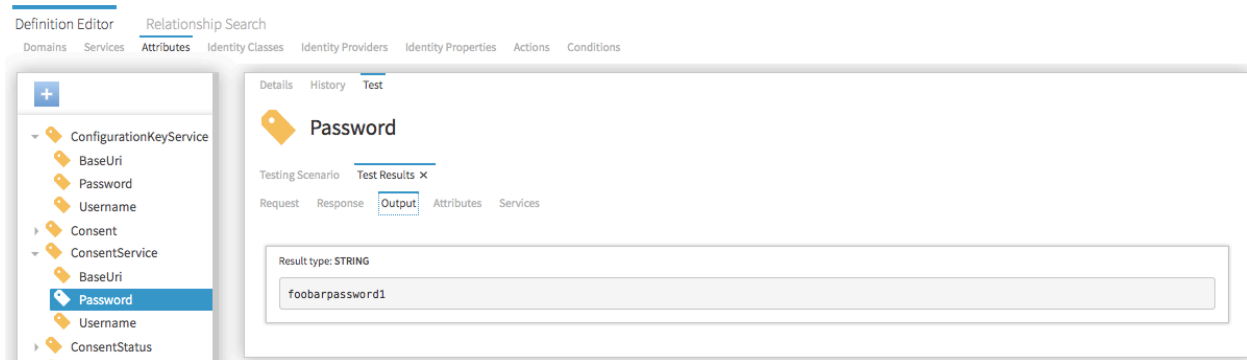 Definition Editor Relationship Search
Domains Services Attributes Identity Classes Identity Providers Identity Properties Actions Conditions
+
ConfigurationKeyService
BaseUri
Password
Username
Consent
ConsentService
BaseUri
Password
Username
ConsentStatus
Details History Test
Password
Testing Scenario Test Results ×
Request Response Output Attributes Services
Result type: STRING
foobarpassword1